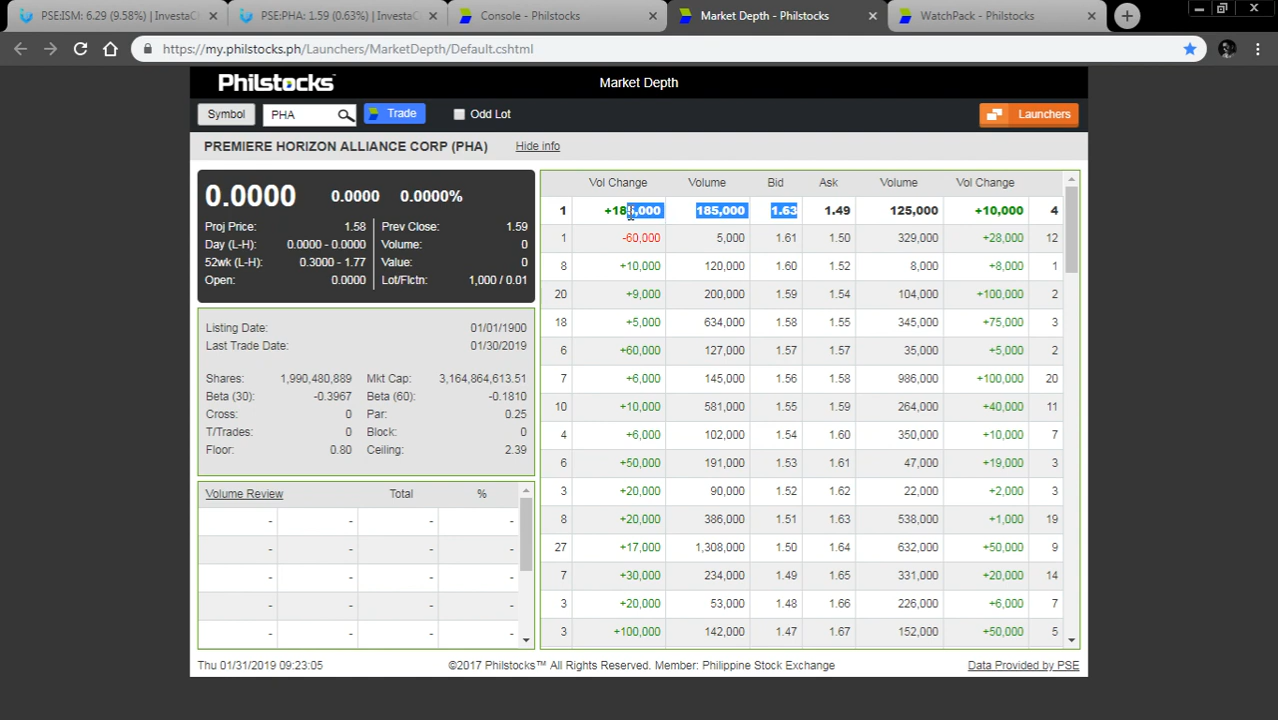 PSE:ISM: 6.29 (9.58%) | Investa
PSE:PHA: 1.59 (0.63%) | Investa
Console - Philstocks
Market Depth - Philstocks
WatchPack - Philstocks
https://my.philstocks.ph/Launchers/MarketDepth/Default.cshtml
Philstocks
Market Depth
Symbol PHA Trade Odd Lot Launchers
PREMIERE HORIZON ALLIANCE CORP (PHA) Hide info
0.0000 0.0000 0.0000%
Proj Price: 1.58 Prev Close: 1.59
Day (L-H): 0.0000 - 0.0000 Volume: 0
52wk (L-H): 0.3000 - 1.77 Value: 0
Open: 0.0000 Lot/Flctn: 1,000 / 0.01
Listing Date: 01/01/1900
Last Trade Date: 01/30/2019
Shares: 1,990,480,889 Mkt Cap: 3,164,864,613.51
Beta (30): -0.3967 Beta (60): -0.1810
Cross: 0 Par: 0.25
T/Trades: 0 Block: 0
Floor: 0.80 Ceiling: 2.39
Volume Review Total %
- - - -
- - - -
- - - -
- - - -
- - - -
Vol Change Volume Bid Ask Volume Vol Change
1 +185,000 185,000 1.63 1.49 125,000 +10,000 4
1 -60,000 5,000 1.61 1.50 329,000 +28,000 12
8 +10,000 120,000 1.60 1.52 8,000 +8,000 1
20 +9,000 200,000 1.59 1.54 104,000 +100,000 2
18 +5,000 634,000 1.58 1.55 345,000 +75,000 3
6 +60,000 127,000 1.57 1.57 35,000 +5,000 2
7 +6,000 145,000 1.56 1.58 986,000 +100,000 20
10 +10,000 581,000 1.55 1.59 264,000 +40,000 11
4 +6,000 102,000 1.54 1.60 350,000 +10,000 7
6 +50,000 191,000 1.53 1.61 47,000 +19,000 3
3 +20,000 90,000 1.52 1.62 22,000 +2,000 3
8 +20,000 386,000 1.51 1.63 538,000 +1,000 19
27 +17,000 1,308,000 1.50 1.64 632,000 +50,000 9
7 +30,000 234,000 1.49 1.65 331,000 +20,000 14
3 +20,000 53,000 1.48 1.66 226,000 +6,000 7
3 +100,000 142,000 1.47 1.67 152,000 +50,000 5
Thu 01/31/2019 09:23:05
©2017 Philstocks™ All Rights Reserved. Member: Philippine Stock Exchange
Data Provided by PSE